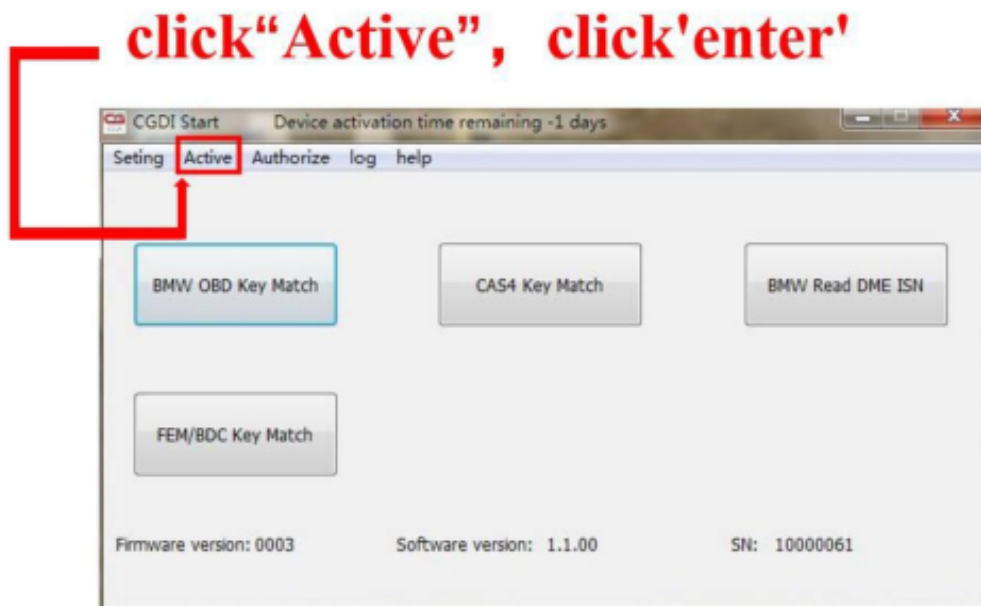 click“Active”，click'enter'
CGDI Start Device activation time remaining -1 days
Seting Active Authorize log help
BMW OBD Key Match CAS4 Key Match BMW Read DME ISN
FEM/BDC Key Match
Firmware version: 0003 Software version: 1.1.00 SN: 10000061